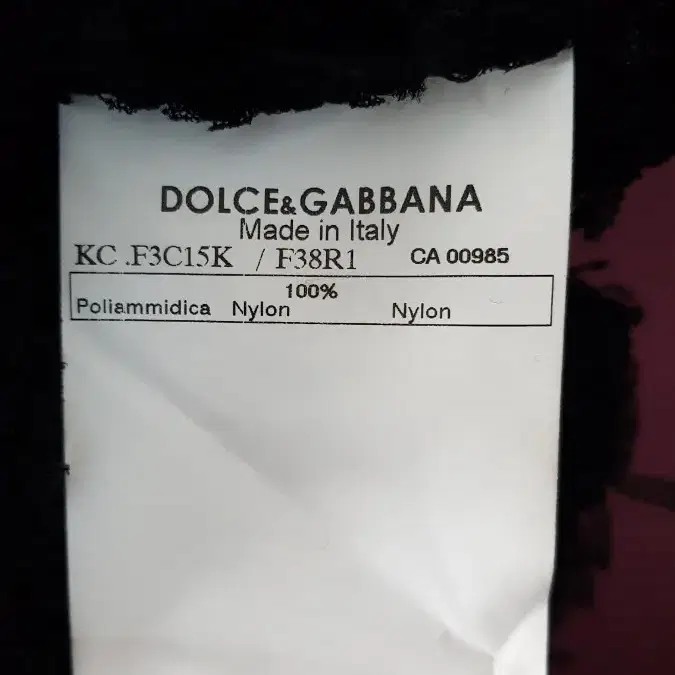 DOLCE&GABBANA
Made in Italy
KC .F3C15K / F38R1 CA 00985
100%
Poliammidica Nylon Nylon